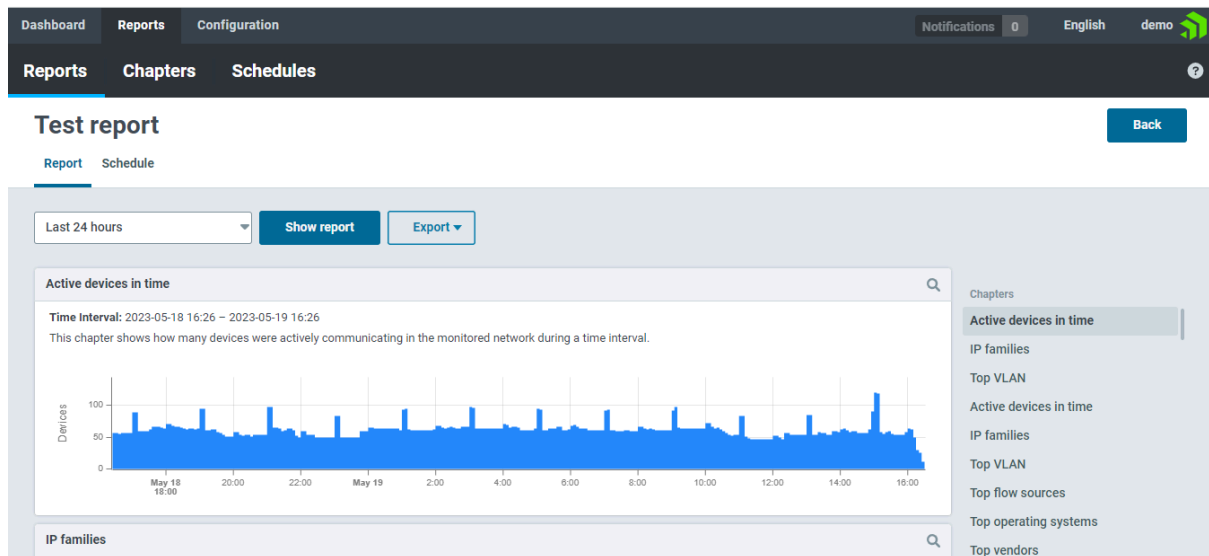 Dashboard Reports Configuration Notifications 0 English demo
Reports Chapters Schedules ?
Test report Back
Report Schedule
Last 24 hours Show report Export
Active devices in time
Time Interval: 2023-05-18 16:26 – 2023-05-19 16:26
This chapter shows how many devices were actively communicating in the monitored network during a time interval.
Devices
100
50
0
May 18 18:00 20:00 22:00 May 19 2:00 4:00 6:00 8:00 10:00 12:00 14:00 16:00
IP families
Chapters
Active devices in time
IP families
Top VLAN
Active devices in time
IP families
Top VLAN
Top flow sources
Top operating systems
Top vendors